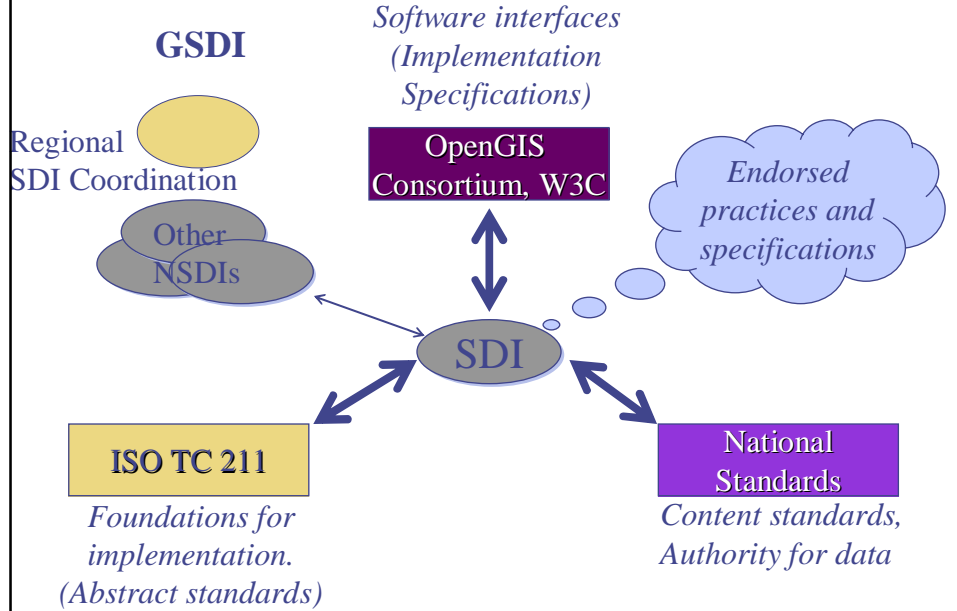 GSDI
Software interfaces
(Implementation
Specifications)
Regional
SDI Coordination
OpenGIS
Consortium, W3C
Endorsed
practices and
specifications
Other
NSDIs
SDI
ISO TC 211
Foundations for
implementation.
(Abstract standards)
National
Standards
Content standards,
Authority for data